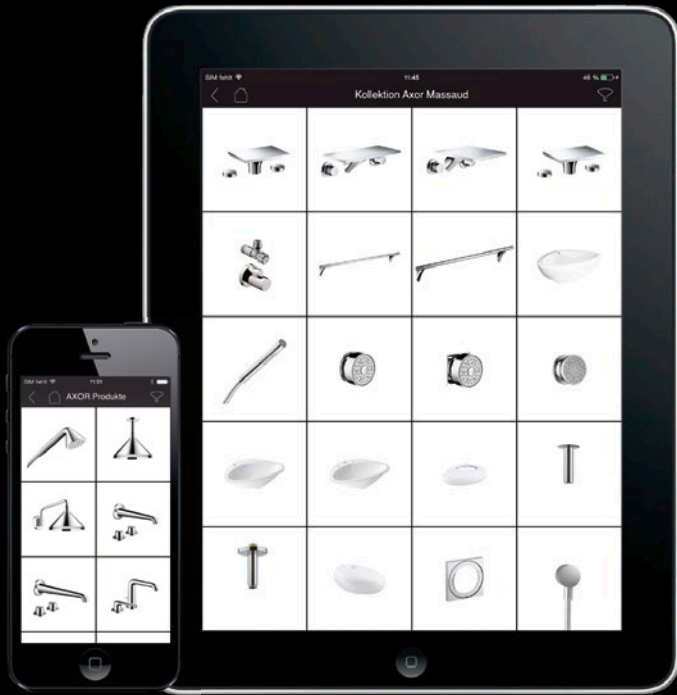 SIM fehlt
11:45
46 %
Kollektion Axor Massaud
SIM fehlt
11:51
AXOR Produkte